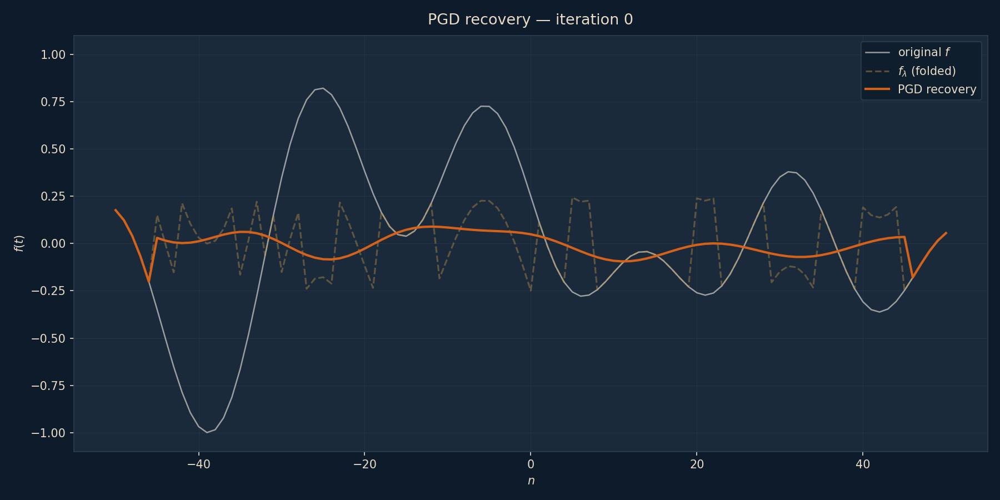 PGD recovery — iteration 0
original f
f_λ (folded)
PGD recovery
1.00
0.75
0.50
0.25
0.00
−0.25
−0.50
−0.75
−1.00
f(t)
−40
−20
0
20
40
n